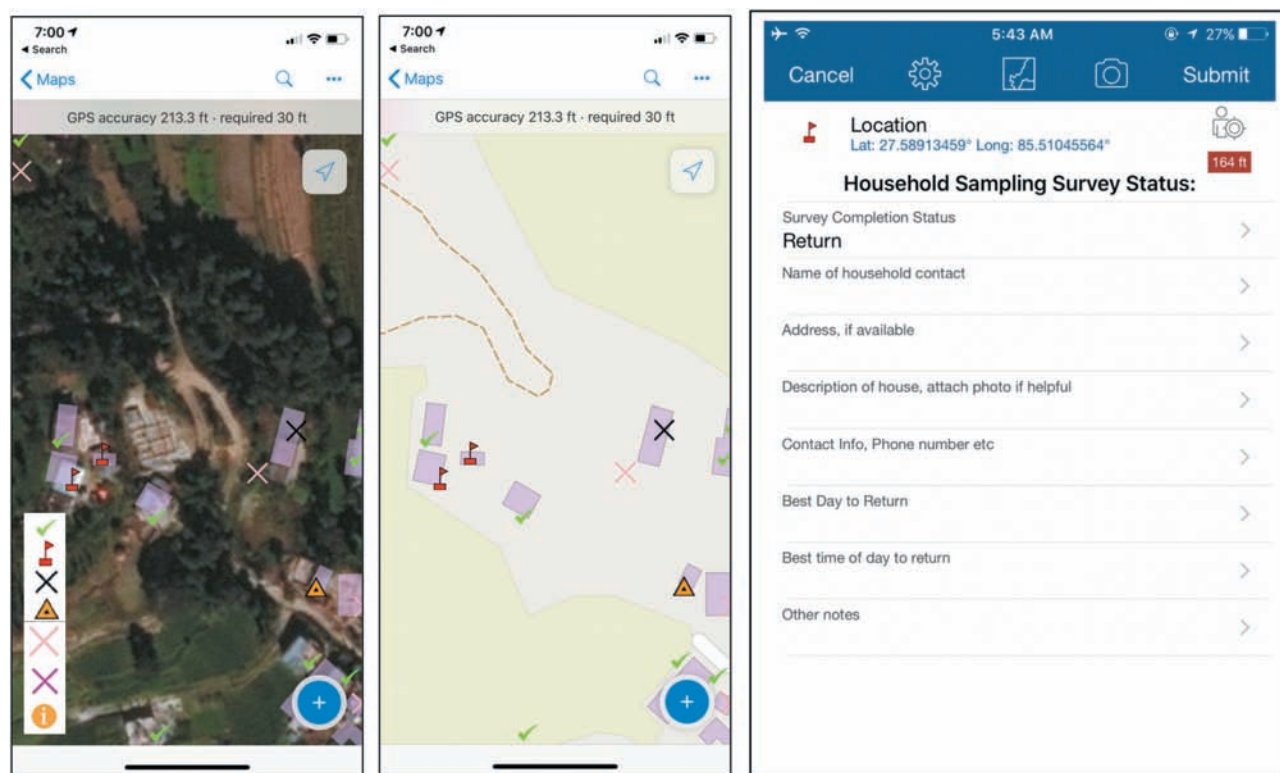 7:00
Search
Maps
GPS accuracy 213.3 ft · required 30 ft
7:00
Search
Maps
GPS accuracy 213.3 ft · required 30 ft
5:43 AM
27%
Cancel
Submit
Location
Lat: 27.58913459° Long: 85.51045564°
164 ft
Household Sampling Survey Status:
Survey Completion Status
Return
Name of household contact
Address, if available
Description of house, attach photo if helpful
Contact Info, Phone number etc
Best Day to Return
Best time of day to return
Other notes